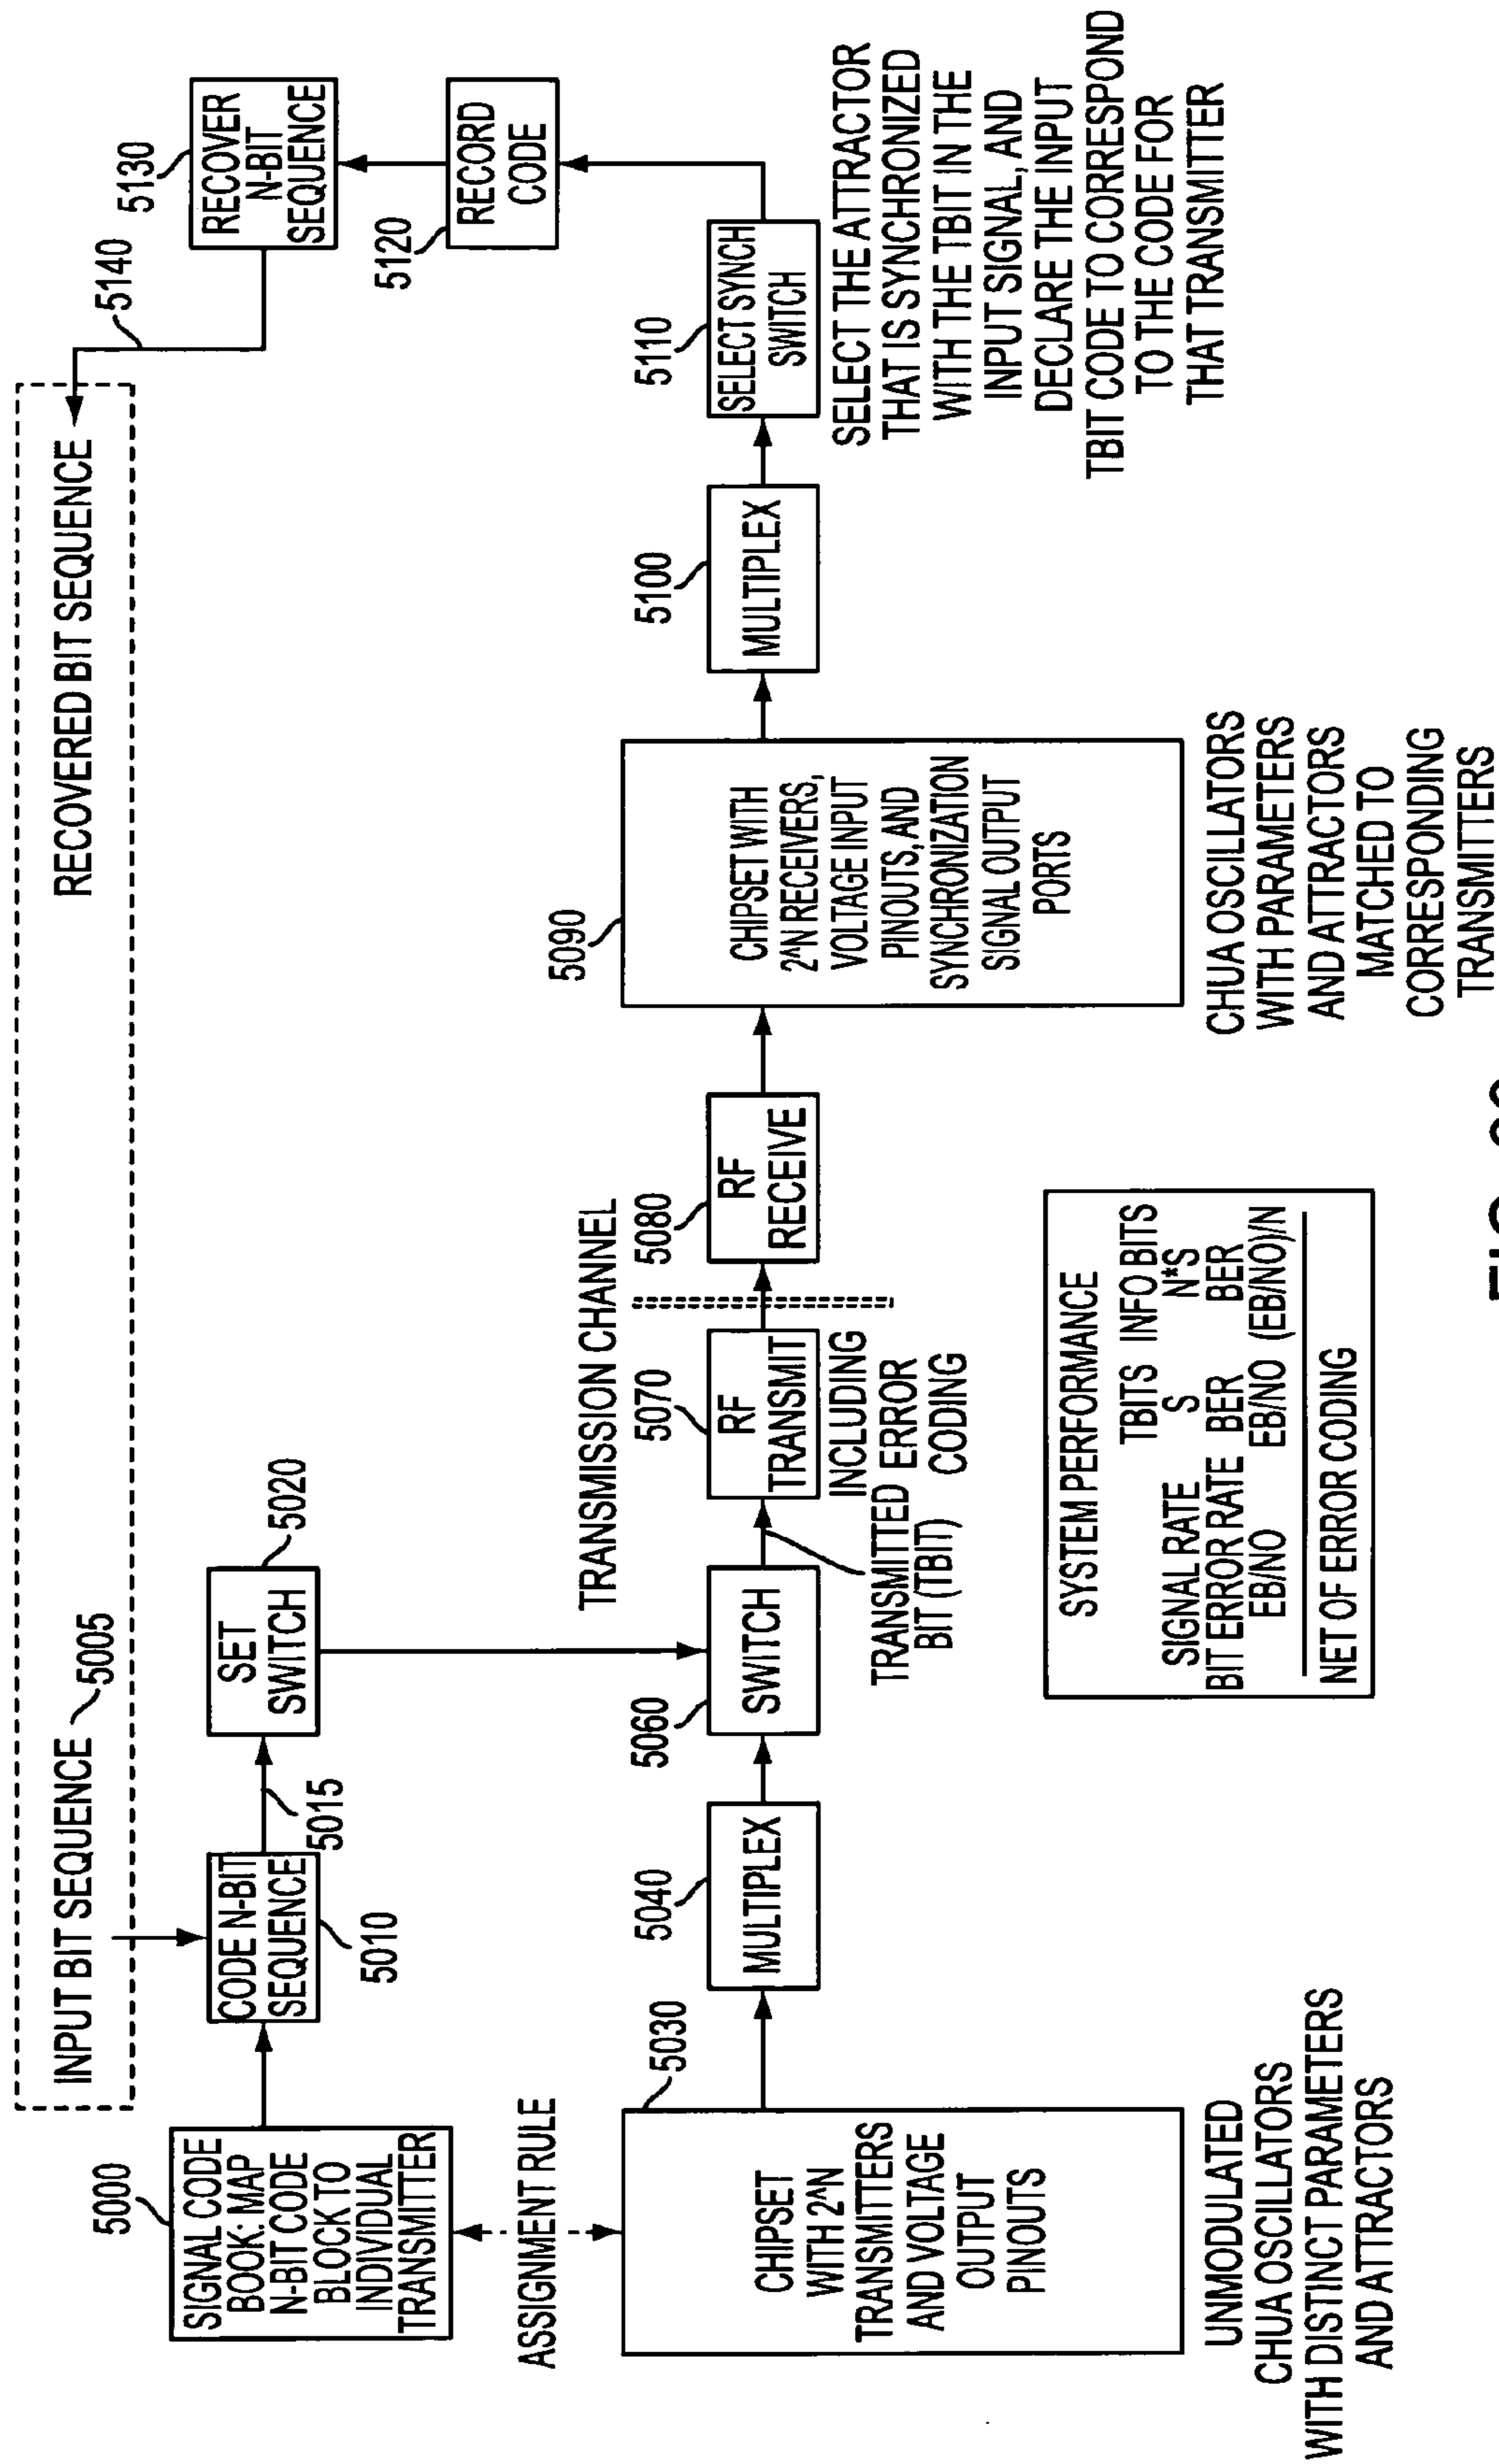 INPUT BIT SEQUENCE
5005
RECOVERED BIT SEQUENCE
5140
5000
SIGNAL CODE
BOOK: MAP
N-BIT CODE
BLOCK TO
INDIVIDUAL
TRANSMITTER
CODE N-BIT
SEQUENCE
5010
5015
SET
SWITCH
5020
5130
RECOVER
N-BIT
SEQUENCE
5120
RECORD
CODE
ASSIGNMENT RULE
5030
CHIPSET
WITH 2^N
TRANSMITTERS
AND VOLTAGE
OUTPUT
PINOUTS
UNMODULATED
CHUA OSCILLATORS
WITH DISTINCT PARAMETERS
AND ATTRACTORS
5040
MULTIPLEX
5060
SWITCH
TRANSMITTED
BIT (TBIT)
TRANSMISSION CHANNEL
5070
RF
TRANSMIT
INCLUDING
ERROR
CODING
5080
RF
RECEIVE
5090
CHIPSET WITH
2^N RECEIVERS,
VOLTAGE INPUT
PINOUTS, AND
SYNCHRONIZATION
SIGNAL OUTPUT
PORTS
CHUA OSCILLATORS
WITH PARAMETERS
AND ATTRACTORS
MATCHED TO
CORRESPONDING
TRANSMITTERS
5100
MULTIPLEX
5110
SELECT SYNCH
SWITCH
SELECT THE ATTRACTOR
THAT IS SYNCHRONIZED
WITH THE TBIT IN THE
INPUT SIGNAL, AND
DECLARE THE INPUT
TBIT CODE TO CORRESPOND
TO THE CODE FOR
THAT TRANSMITTER
SYSTEM PERFORMANCE
TBITS INFO BITS
SIGNAL RATE S N*S
BIT ERROR RATE BER BER
EB/NO EB/NO (EB/NO)/N
NET OF ERROR CODING